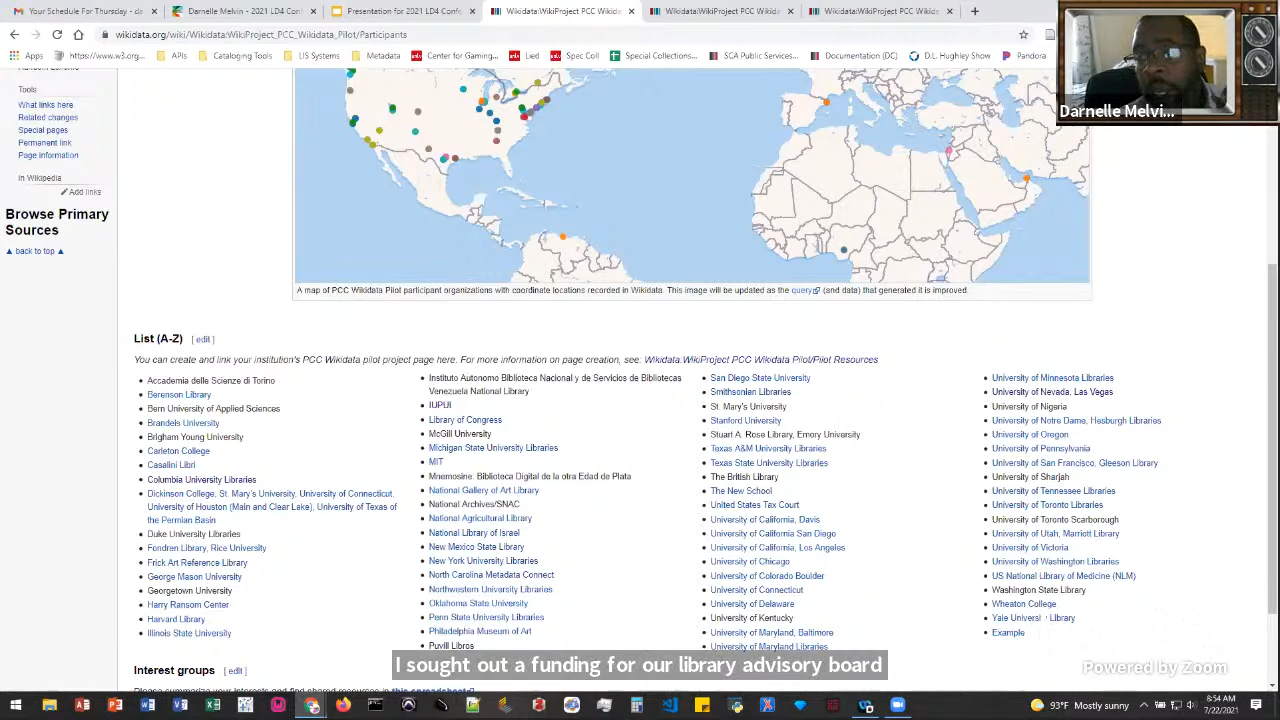 Your Schedule for Thursday - da
Darnelle Melvin - 2021 LD4 Conf
Presentation for 2021 LD4 Confe
Wikidata:WikiProject PCC Wikida
Wikidata:WikiProject PCC Wikida
Wikidata:WikiProject PCC Wikida
wikidata.org/wiki/Wikidata:WikiProject_PCC_Wikidata_Pilot/Participants
Apps
https://www.w3.org...
APIs
Cataloging Tools
LIS Systems
Metadata
Center for Gaming...
Lied
Spec Coll
Special Collections...
SCA Public Services...
Documentation (DC)
D.L. Hughley Show
Pandora
Darnelle Melvi...
Tools
What links here
Related changes
Special pages
Permanent link
Page information
In Wikipedia
Add links
Browse Primary
Sources
▲ back to top ▲
A map of PCC Wikidata Pilot participant organizations with coordinate locations recorded in Wikidata. This image will be updated as the query (and data) that generated it is improved.
List (A-Z) [ edit ]
You can create and link your institution's PCC Wikidata pilot project page here. For more information on page creation, see: Wikidata:WikiProject PCC Wikidata Pilot/Pilot Resources
Accademia delle Scienze di Torino
Berenson Library
Bern University of Applied Sciences
Brandeis University
Brigham Young University
Carleton College
Casalini Libri
Columbia University Libraries
Dickinson College, St. Mary's University, University of Connecticut,
University of Houston (Main and Clear Lake), University of Texas of
the Permian Basin
Duke University Libraries
Fondren Library, Rice University
Frick Art Reference Library
George Mason University
Georgetown University
Harry Ransom Center
Harvard Library
Illinois State University
Instituto Autonomo Biblioteca Nacional y de Servicios de Bibliotecas
Venezuela National Library
IUPUI
Library of Congress
McGill University
Michigan State University Libraries
MIT
Mnemosine: Biblioteca Digital de la otra Edad de Plata
National Gallery of Art Library
National Archives/SNAC
National Agricultural Library
National Library of Israel
New Mexico State Library
New York University Libraries
North Carolina Metadata Connect
Northwestern University Libraries
Oklahoma State University
Penn State University Libraries
Philadelphia Museum of Art
Puvill Libros
San Diego State University
Smithsonian Libraries
St. Mary's University
Stanford University
Stuart A. Rose Library, Emory University
Texas A&M University Libraries
Texas State University Libraries
The British Library
The New School
United States Tax Court
University of California, Davis
University of California San Diego
University of California, Los Angeles
University of Chicago
University of Colorado Boulder
University of Connecticut
University of Delaware
University of Kentucky
University of Maryland, Baltimore
University of Maryland Libraries
University of Minnesota Libraries
University of Nevada, Las Vegas
University of Nigeria
University of Notre Dame, Hesburgh Libraries
University of Oregon
University of Pennsylvania
University of San Francisco, Gleeson Library
University of Sharjah
University of Tennessee Libraries
University of Toronto Libraries
University of Toronto Scarborough
University of Utah, Marriott Library
University of Victoria
University of Washington Libraries
US National Library of Medicine (NLM)
Washington State Library
Wheaton College
Yale Universi Library
Example
I sought out a funding for our library advisory board
Powered by Zoom
Interest groups [ edit ]
Please summarize your interests and find shared resources in this spreadsheet
93°F Mostly sunny
8:54 AM
7/22/2021